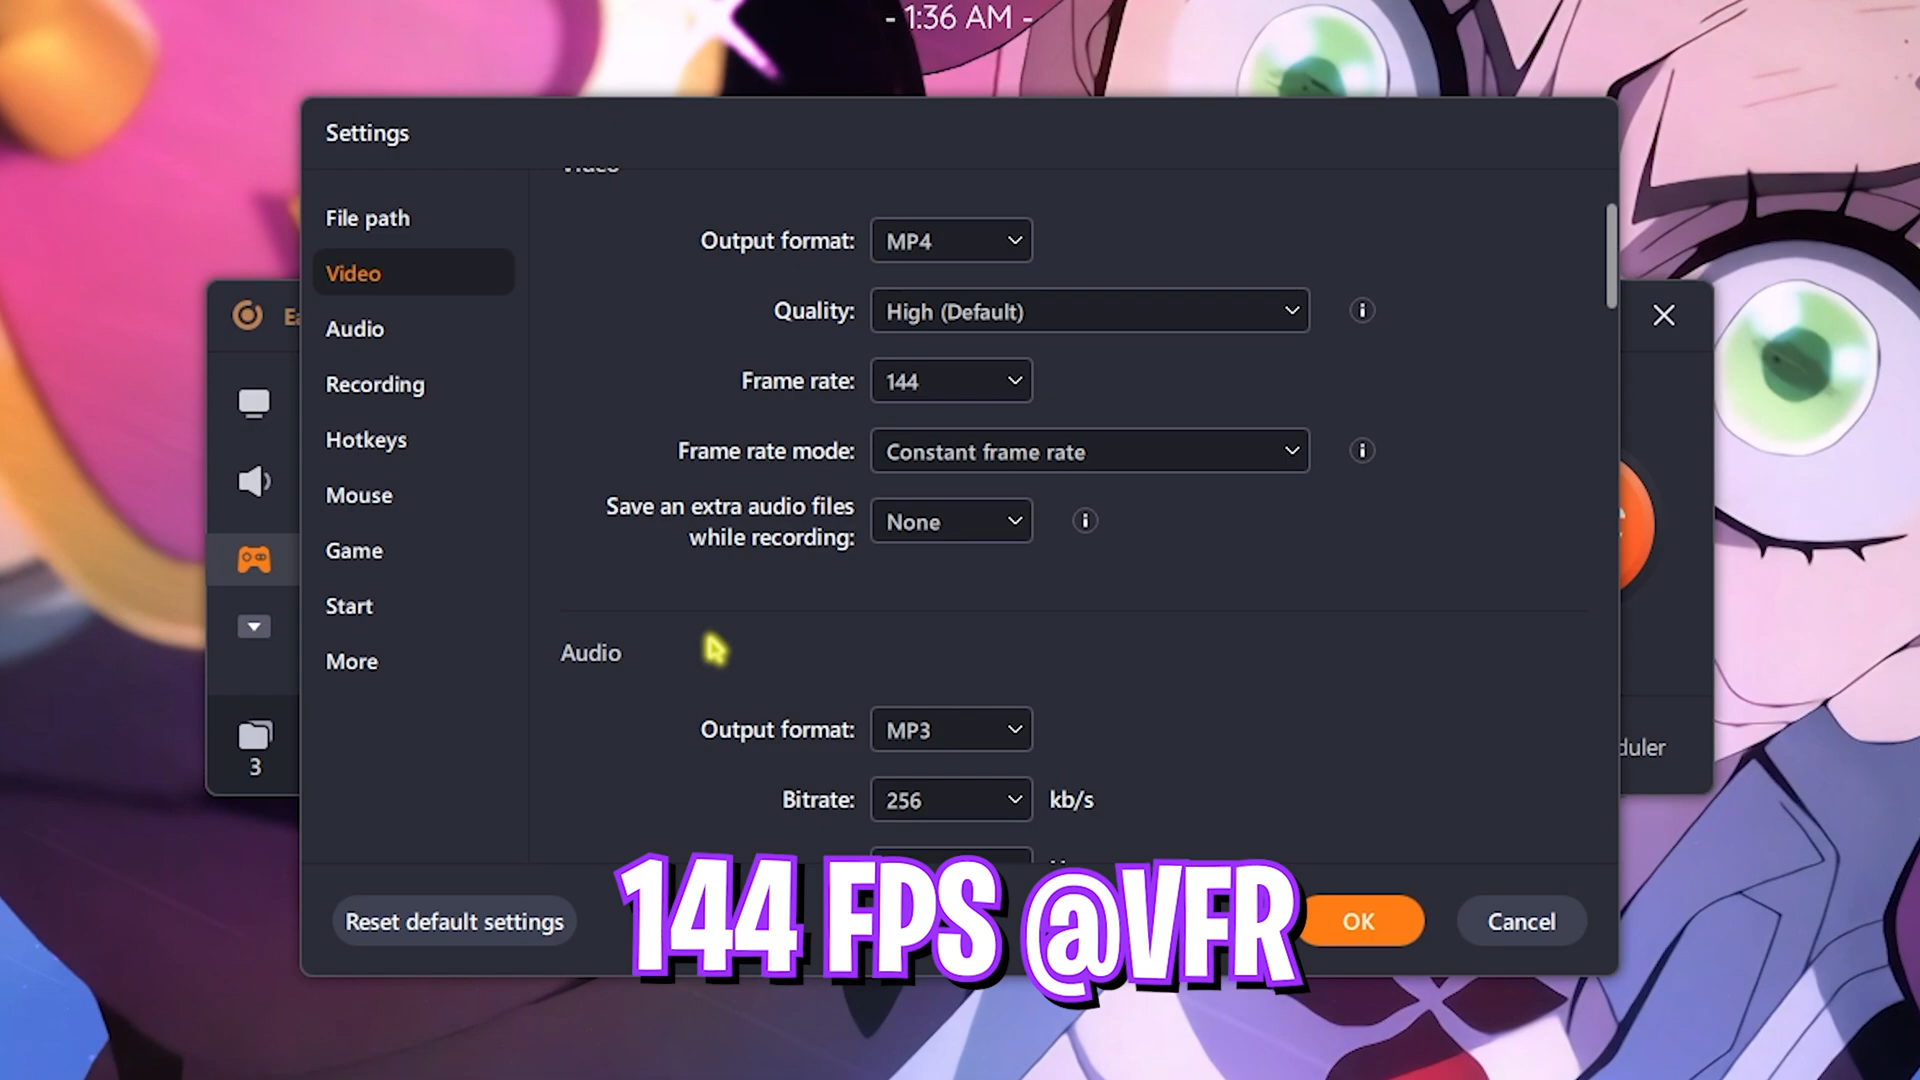 - 1:36 AM -
Settings
Video
File path
Video
Audio
Recording
Hotkeys
Mouse
Game
Start
More
3
Output format: MP4
Quality: High (Default)
Frame rate: 144
Frame rate mode: Constant frame rate
Save an extra audio files
while recording: None
Audio
Output format: MP3
Bitrate: 256 kb/s
Reset default settings
OK
Cancel
144 FPS @VFR